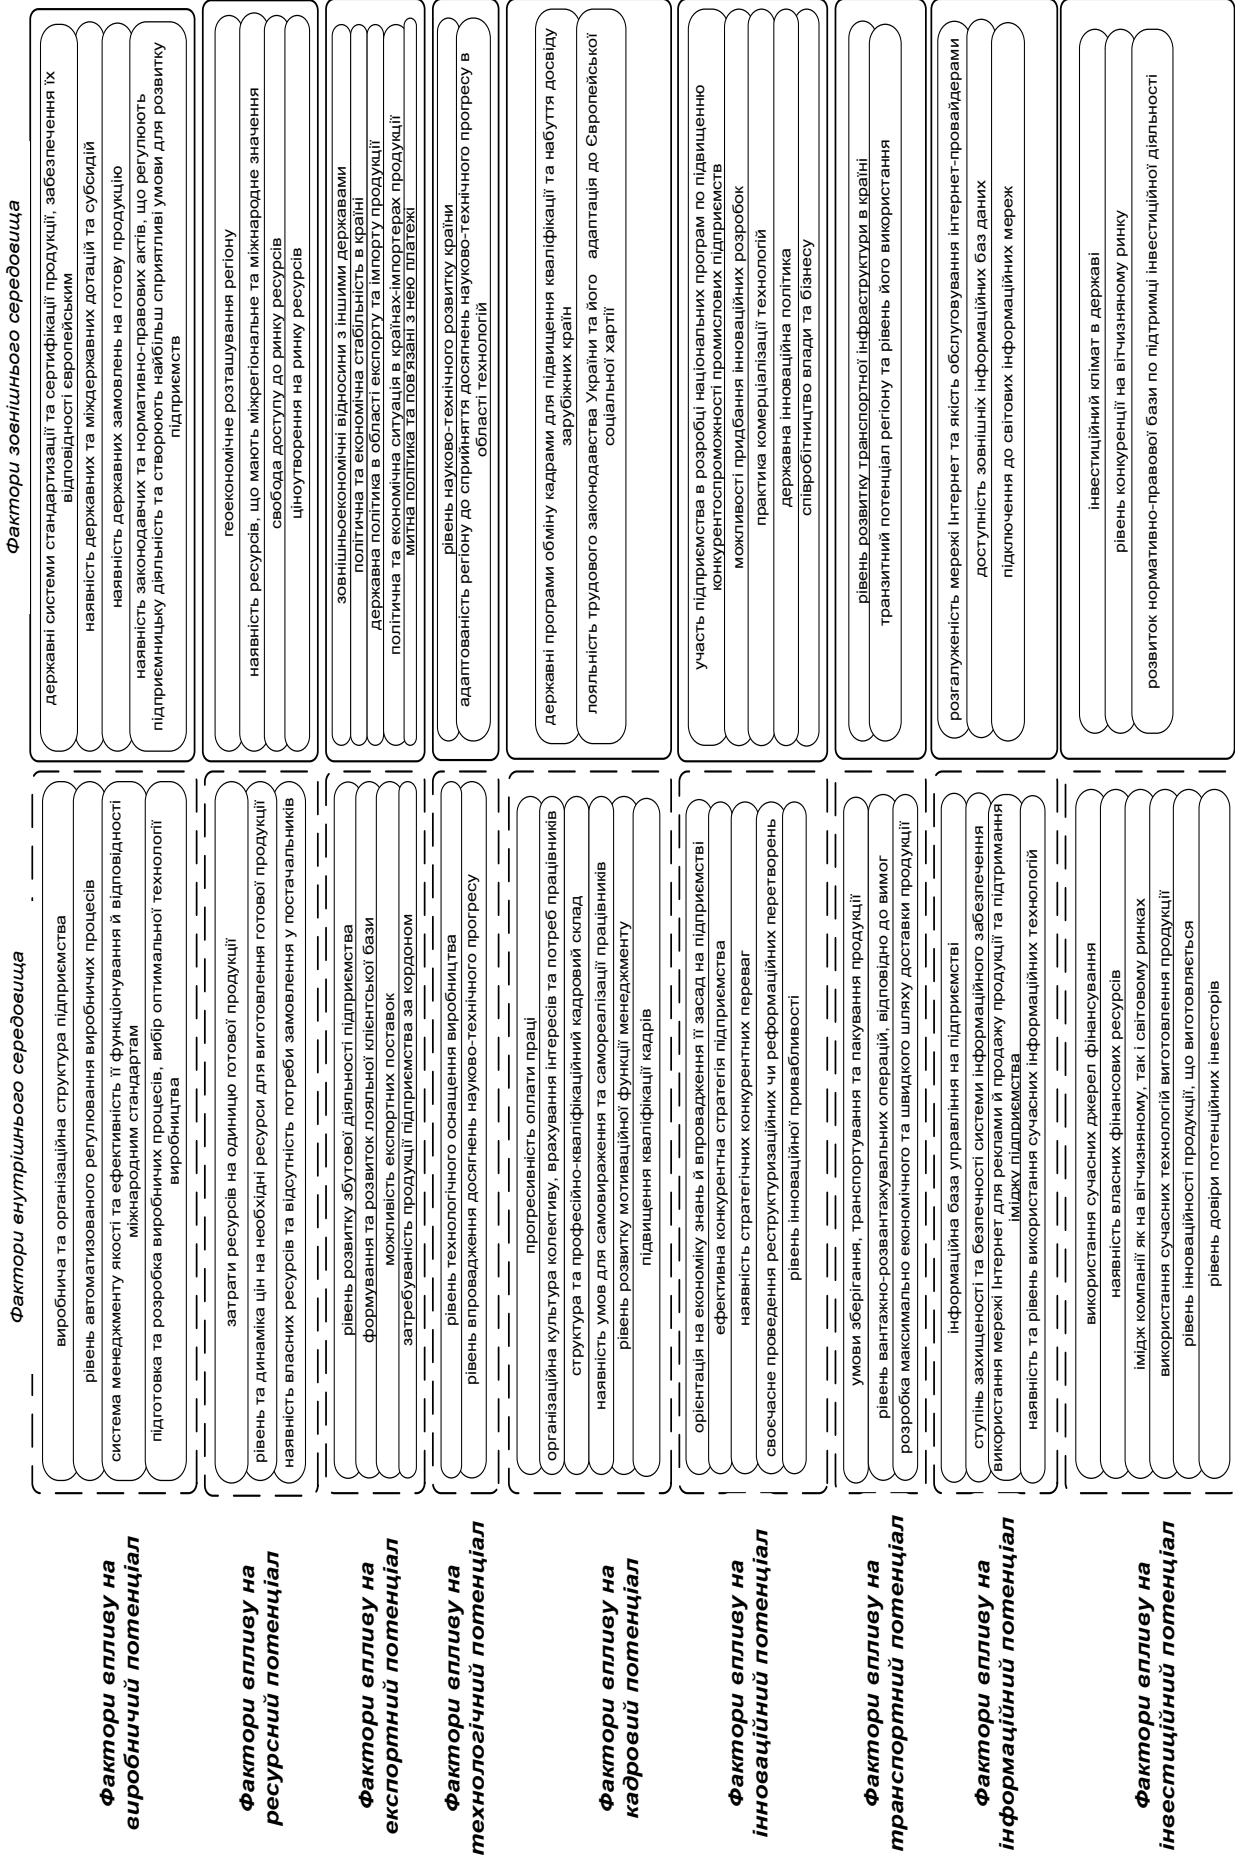 Фактори внутрішнього середовища
Фактори зовнішнього середовища
Фактори впливу на
виробничий потенціал
виробнича та організаційна структура підприємства
рівень автоматизованого регулювання виробничих процесів
система менеджменту якості та ефективність її функціонування й відповідності
міжнародним стандартам
підготовка та розробка виробничих процесів, вибір оптимальної технології
виробництва
державні системи стандартизації та сертифікації продукції, забезпечення їх
відповідності європейським
наявність державних та міждержавних дотацій та субсидій
наявність державних замовлень на готову продукцію
наявність законодавчих та нормативно-правових актів, що регулюють
підприємницьку діяльність та створюють найбільш сприятливі умови для розвитку
підприємств
Фактори впливу на
ресурсний потенціал
затрати ресурсів на одиницю готової продукції
рівень та динаміка цін на необхідні ресурси для виготовлення готової продукції
наявність власних ресурсів та відсутність потреби замовлення у постачальників
геоекономічне розташування регіону
наявність ресурсів, що мають міжрегіональне та міжнародне значення
свобода доступу до ринку ресурсів
ціноутворення на ринку ресурсів
Фактори впливу на
експортний потенціал
рівень розвитку збутової діяльності підприємства
формування та розвиток лояльної клієнтської бази
можливість експортних поставок
затребуваність продукції підприємства за кордоном
зовнішньоекономічні відносини з іншими державами
політична та економічна стабільність в країні
державна політика в області експорту та імпорту продукції
політична та економічна ситуація в країнах-імпортерах продукції
митна політика та пов'язані з нею платежі
Фактори впливу на
технологічний потенціал
рівень технологічного оснащення виробництва
рівень впровадження досягнень науково-технічного прогресу
рівень науково-технічного розвитку країни
адаптованість регіону до сприйняття досягнень науково-технічного прогресу в
області технологій
Фактори впливу на
кадровий потенціал
прогресивність оплати праці
організаційна культура колективу, врахування інтересів та потреб працівників
структура та професійно-кваліфікаційний кадровий склад
наявність умов для самовираження та самореалізації працівників
рівень розвитку мотиваційної функції менеджменту
підвищення кваліфікації кадрів
державні програми обміну кадрами для підвищення кваліфікації та набуття досвіду
зарубіжних країн
лояльність трудового законодавства України та його адаптація до Європейської
соціальної хартії
Фактори впливу на
інноваційний потенціал
орієнтація на економіку знань й впровадження її засад на підприємстві
ефективна конкурентна стратегія підприємства
наявність стратегічних конкурентних переваг
своєчасне проведення реструктуризаційних чи реформаційних перетворень
рівень інноваційної привабливості
участь підприємства в розробці національних програм по підвищенню
конкурентоспроможності промислових підприємств
можливості придбання інноваційних розробок
практика комерціалізації технологій
державна інноваційна політика
співробітництво влади та бізнесу
Фактори впливу на
транспортний потенціал
умови зберігання, транспортування та пакування продукції
рівень вантажно-розвантажувальних операцій, відповідно до вимог
розробка максимально економічного та швидкого шляху доставки продукції
рівень розвитку транспортної інфраструктури в країні
транзитний потенціал регіону та рівень його використання
Фактори впливу на
інформаційний потенціал
інформаційна база управління на підприємстві
ступінь захищеності та безпечності системи інформаційного забезпечення
використання мережі Інтернет для реклами й продажу продукції та підтримання
іміджу підприємства
наявність та рівень використання сучасних інформаційних технологій
розгалуженість мережі Інтернет та якість обслуговування інтернет-провайдерами
доступність зовнішніх інформаційних баз даних
підключення до світових інформаційних мереж
Фактори впливу на
інвестиційний потенціал
використання сучасних джерел фінансування
наявність власних фінансових ресурсів
імідж компанії як на вітчизняному, так і світовому ринках
використання сучасних технологій виготовлення продукції
рівень інноваційності продукції, що виготовляється
рівень довіри потенційних інвесторів
інвестиційний клімат в державі
рівень конкуренції на вітчизняному ринку
розвиток нормативно-правової бази по підтримці інвестиційної діяльності